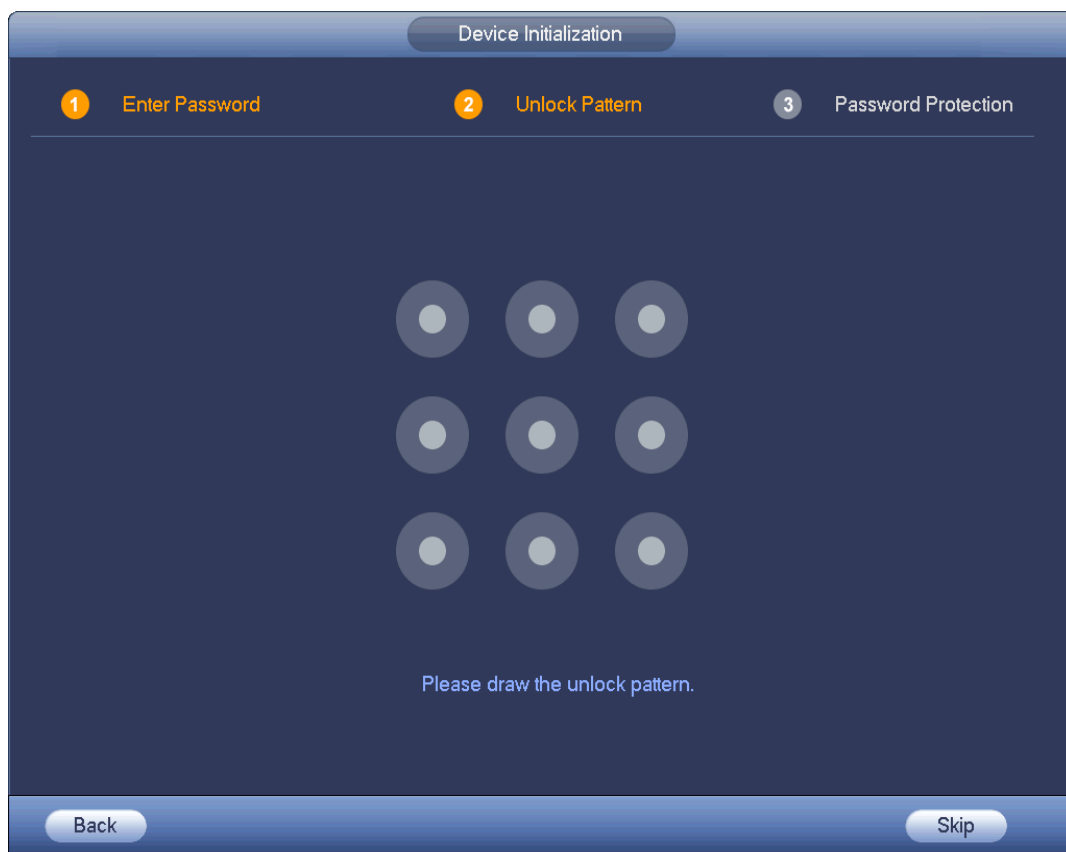 Device Initialization
1 Enter Password 2 Unlock Pattern 3 Password Protection
Please draw the unlock pattern.
Back Skip